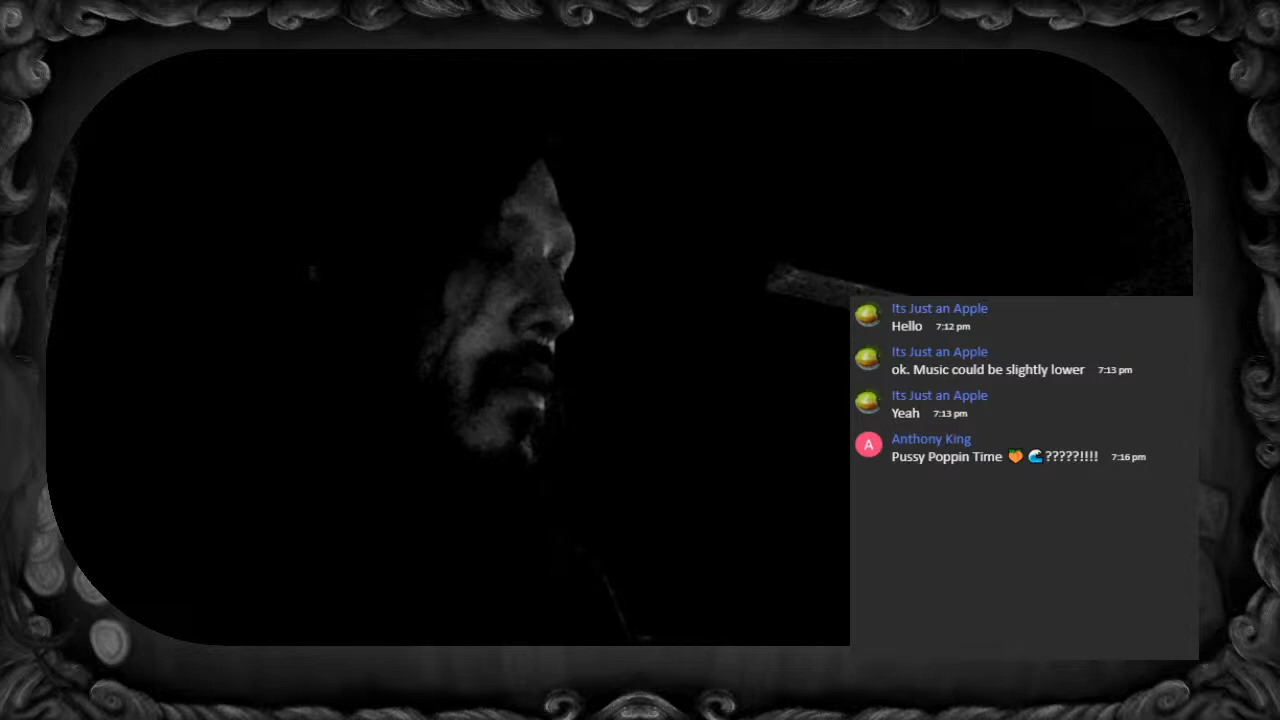 Its Just an Apple
Hello 7:12 pm
Its Just an Apple
ok. Music could be slightly lower 7:13 pm
Its Just an Apple
Yeah 7:13 pm
A
Anthony King
Pussy Poppin Time 🍑 🌊 ?????!!!! 7:16 pm